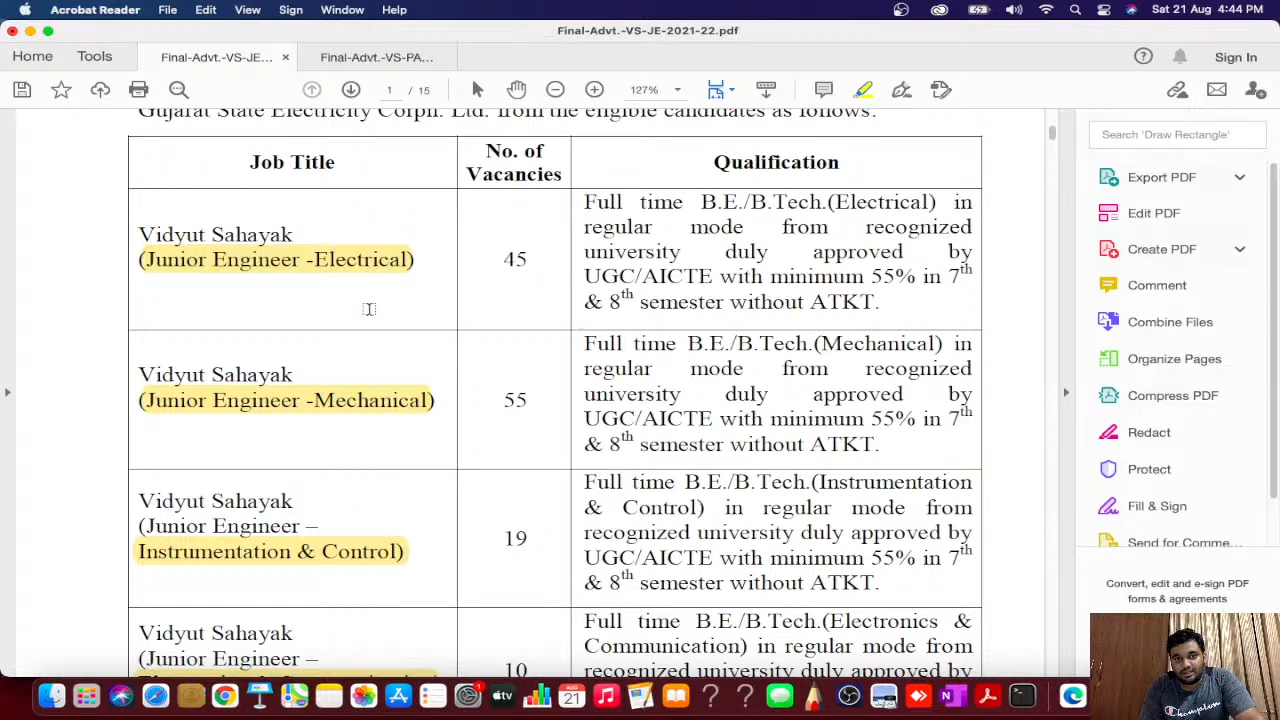 Acrobat Reader File Edit View Sign Window Help Sat 21 Aug 4:44 PM
Final-Advt.-VS-JE-2021-22.pdf
Home Tools Final-Advt.-VS-JE... × Final-Advt.-VS-PA... Sign In
1 / 15 127%
Gujarat State Electricity Corpn. Ltd. from the eligible candidates as follows:
Job Title
No. of
Vacancies
Qualification
Vidyut Sahayak
(Junior Engineer -Electrical)
45
Full time B.E./B.Tech.(Electrical) in
regular mode from recognized
university duly approved by
UGC/AICTE with minimum 55% in 7th
& 8th semester without ATKT.
Vidyut Sahayak
(Junior Engineer -Mechanical)
55
Full time B.E./B.Tech.(Mechanical) in
regular mode from recognized
university duly approved by
UGC/AICTE with minimum 55% in 7th
& 8th semester without ATKT.
Vidyut Sahayak
(Junior Engineer –
Instrumentation & Control)
19
Full time B.E./B.Tech.(Instrumentation
& Control) in regular mode from
recognized university duly approved by
UGC/AICTE with minimum 55% in 7th
& 8th semester without ATKT.
Vidyut Sahayak
(Junior Engineer –
10
Full time B.E./B.Tech.(Electronics &
Communication) in regular mode from
recognized university duly approved by
Search 'Draw Rectangle'
Export PDF
Edit PDF
Create PDF
Comment
Combine Files
Organize Pages
Compress PDF
Redact
Protect
Fill & Sign
Send for Comme...
Convert, edit and e-sign PDF
forms & agreements
AUG
21
tv
Champion